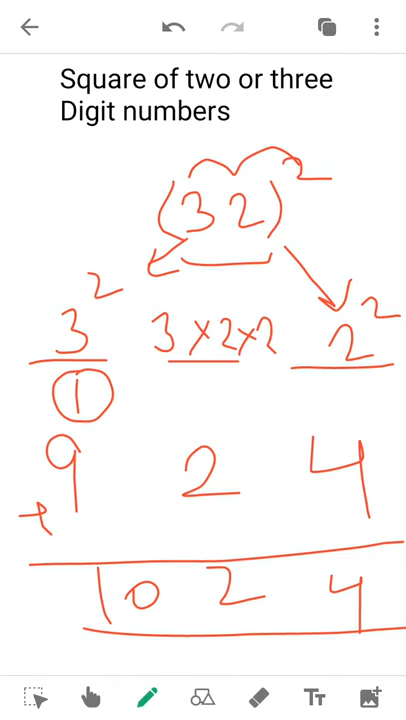 Square of two or three
Digit numbers
(32)²
3² 3×2×2 2²
①
+9 2 4
1024
Tт